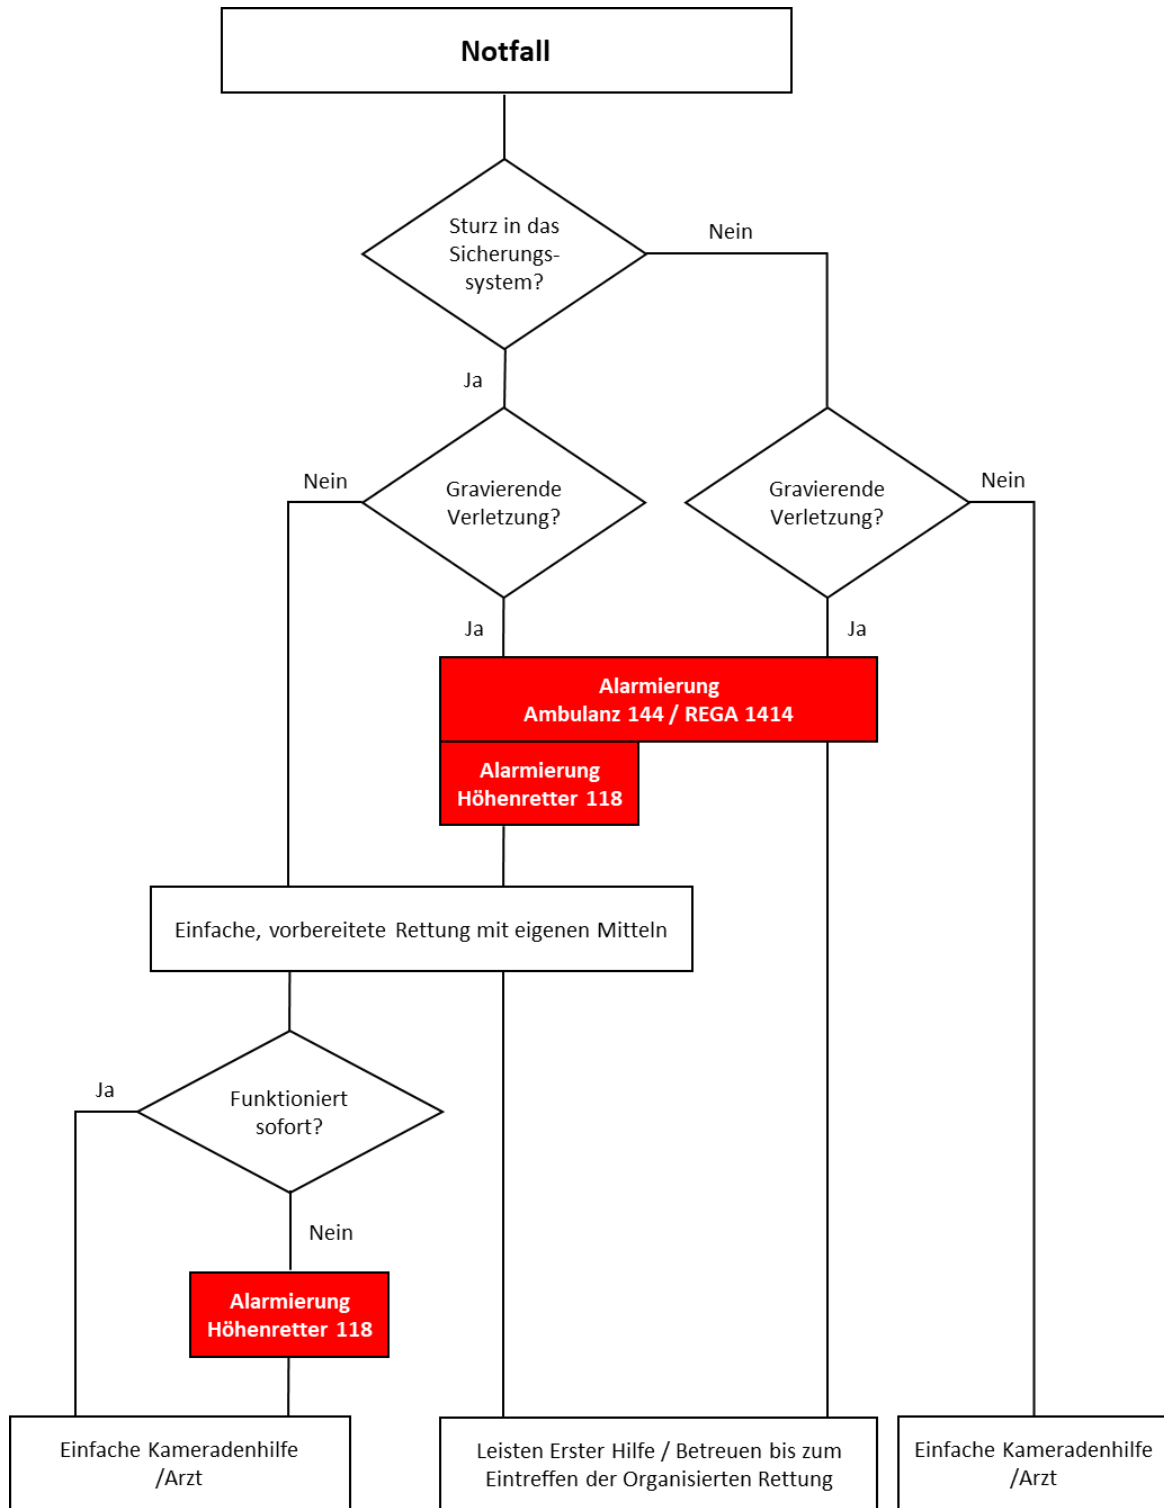 Notfall
Sturz in das
Sicherungs-
system?
Nein
Ja
Nein
Gravierende
Verletzung?
Gravierende
Verletzung?
Nein
Ja
Ja
Alarmierung
Ambulanz 144 / REGA 1414
Alarmierung
Höhenretter 118
Einfache, vorbereitete Rettung mit eigenen Mitteln
Ja
Funktioniert
sofort?
Nein
Alarmierung
Höhenretter 118
Einfache Kameradenhilfe
/Arzt
Leisten Erster Hilfe / Betreuen bis zum
Eintreffen der Organisierten Rettung
Einfache Kameradenhilfe
/Arzt